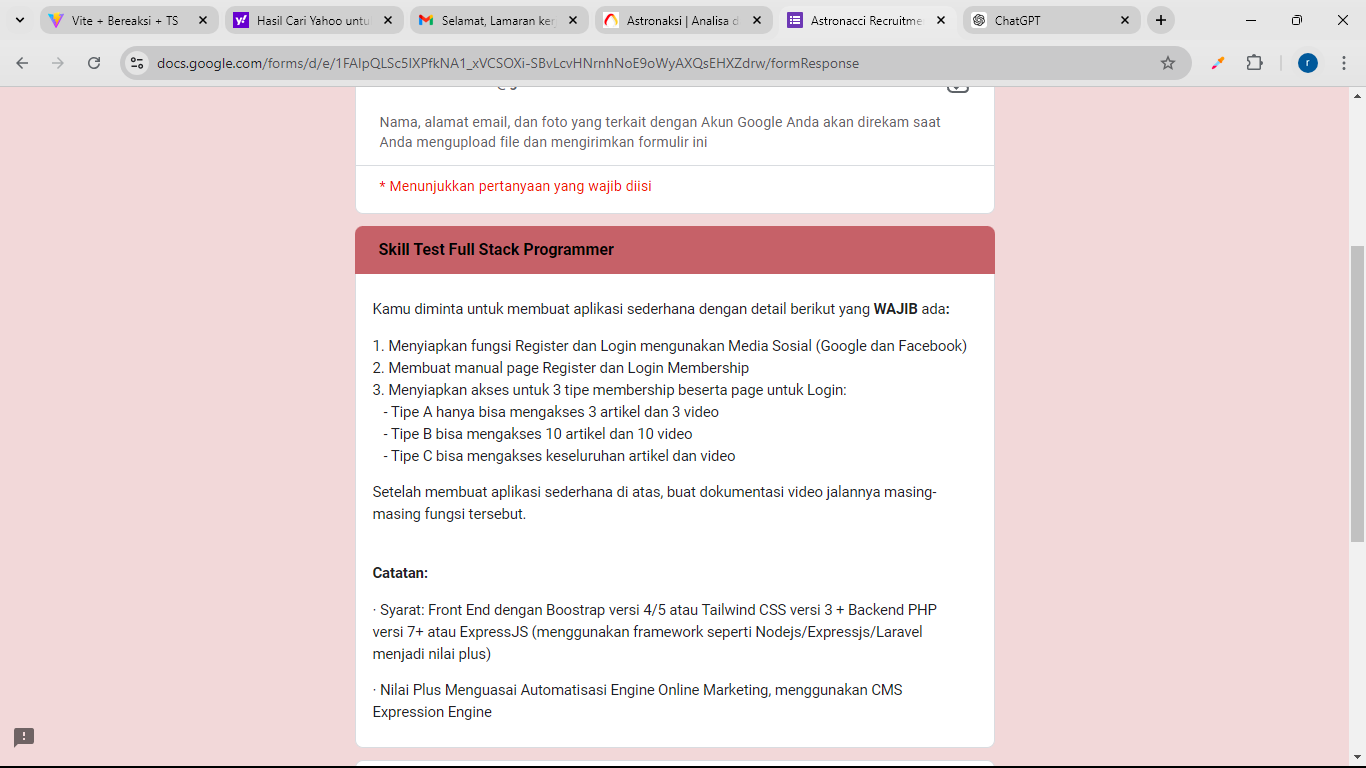 Vite + Bereaksi + TS
Hasil Cari Yahoo untu
Selamat, Lamaran ker
Astronaksi | Analisa d
Astronacci Recruitme
ChatGPT
docs.google.com/forms/d/e/1FAIpQLSc5IXPfkNA1_xVCSOXi-SBvLcvHNrnhNoE9oWyAXQsEHXZdrw/formResponse
r
Nama, alamat email, dan foto yang terkait dengan Akun Google Anda akan direkam saat
Anda mengupload file dan mengirimkan formulir ini
* Menunjukkan pertanyaan yang wajib diisi
Skill Test Full Stack Programmer
Kamu diminta untuk membuat aplikasi sederhana dengan detail berikut yang WAJIB ada:
1. Menyiapkan fungsi Register dan Login mengunakan Media Sosial (Google dan Facebook)
2. Membuat manual page Register dan Login Membership
3. Menyiapkan akses untuk 3 tipe membership beserta page untuk Login:
- Tipe A hanya bisa mengakses 3 artikel dan 3 video
- Tipe B bisa mengakses 10 artikel dan 10 video
- Tipe C bisa mengakses keseluruhan artikel dan video
Setelah membuat aplikasi sederhana di atas, buat dokumentasi video jalannya masing-
masing fungsi tersebut.
Catatan:
· Syarat: Front End dengan Boostrap versi 4/5 atau Tailwind CSS versi 3 + Backend PHP
versi 7+ atau ExpressJS (menggunakan framework seperti Nodejs/Expressjs/Laravel
menjadi nilai plus)
· Nilai Plus Menguasai Automatisasi Engine Online Marketing, menggunakan CMS
Expression Engine